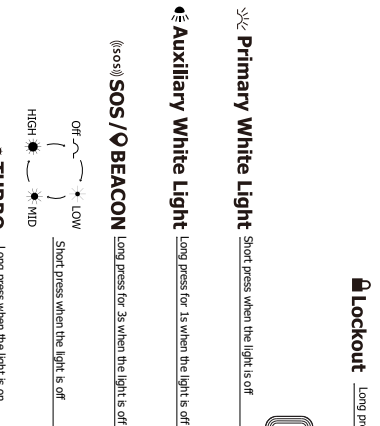 Lockout
Long
Primary White Light Short press when the light is off
Auxiliary White Light Long press for 1s when the light is off
((sos)) SOS/BEACON Long press for 3s when the light is off
Off LOW
HIGH MID
Short press when the light is off
Long press when the light is on